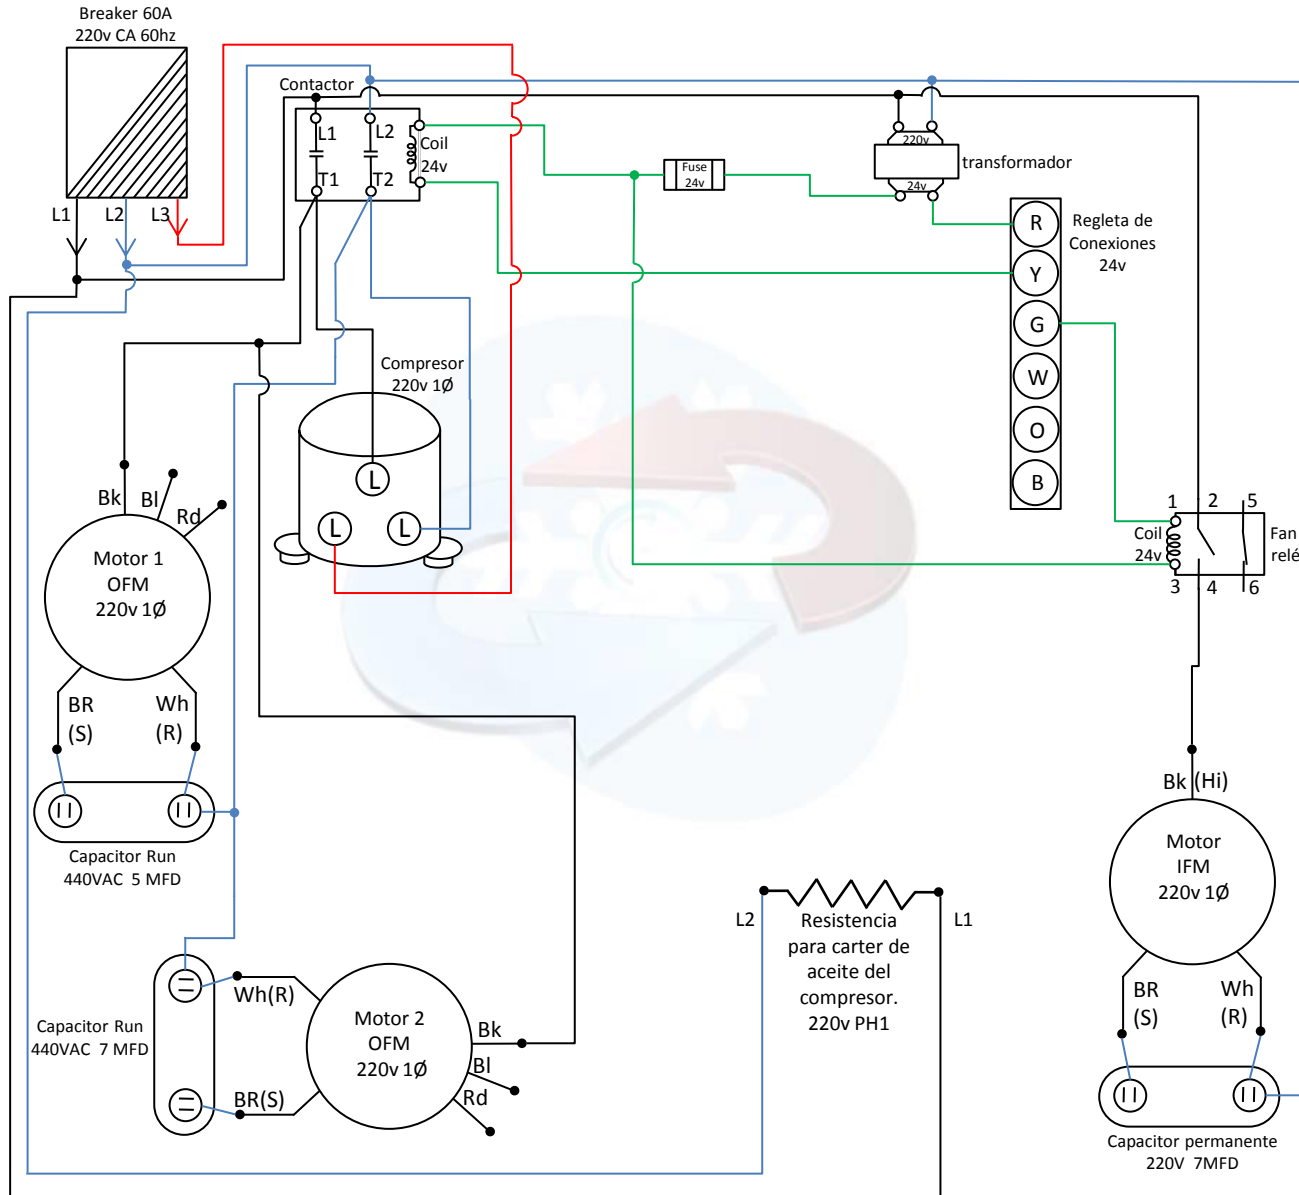 Breaker 60A
220v CA 60hz
L1
L2
L3
Contactor
L1
L2
Coil
24v
T1
T2
Fuse
24v
220v
24v
transformador
R
Y
G
W
O
B
Regleta de
Conexiones
24v
Compresor
220v 1Ø
L
L
L
1
2
5
Coil
24v
Fan
relé
3
4
6
Bk
Bl
Rd
Motor 1
OFM
220v 1Ø
BR
(S)
Wh
(R)
Capacitor Run
440VAC 5 MFD
Bk (Hi)
Motor
IFM
220v 1Ø
BR
(S)
Wh
(R)
Capacitor permanente
220V 7MFD
L2
L1
Resistencia
para carter de
aceite del
compresor.
220v PH1
Capacitor Run
440VAC 7 MFD
Wh(R)
BR(S)
Motor 2
OFM
220v 1Ø
Bk
Bl
Rd